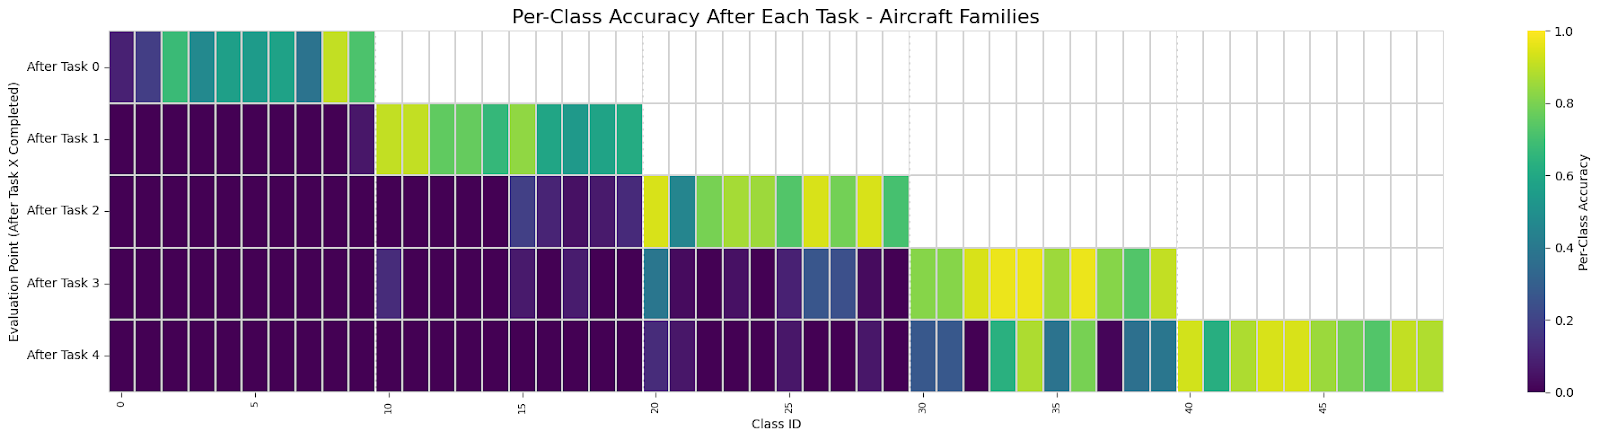 Per-Class Accuracy After Each Task - Aircraft Families
Evaluation Point (After Task X Completed)
After Task 0
After Task 1
After Task 2
After Task 3
After Task 4
0
5
10
15
20
25
30
35
40
45
Class ID
1.0
0.8
0.6
0.4
0.2
0.0
Per-Class Accuracy